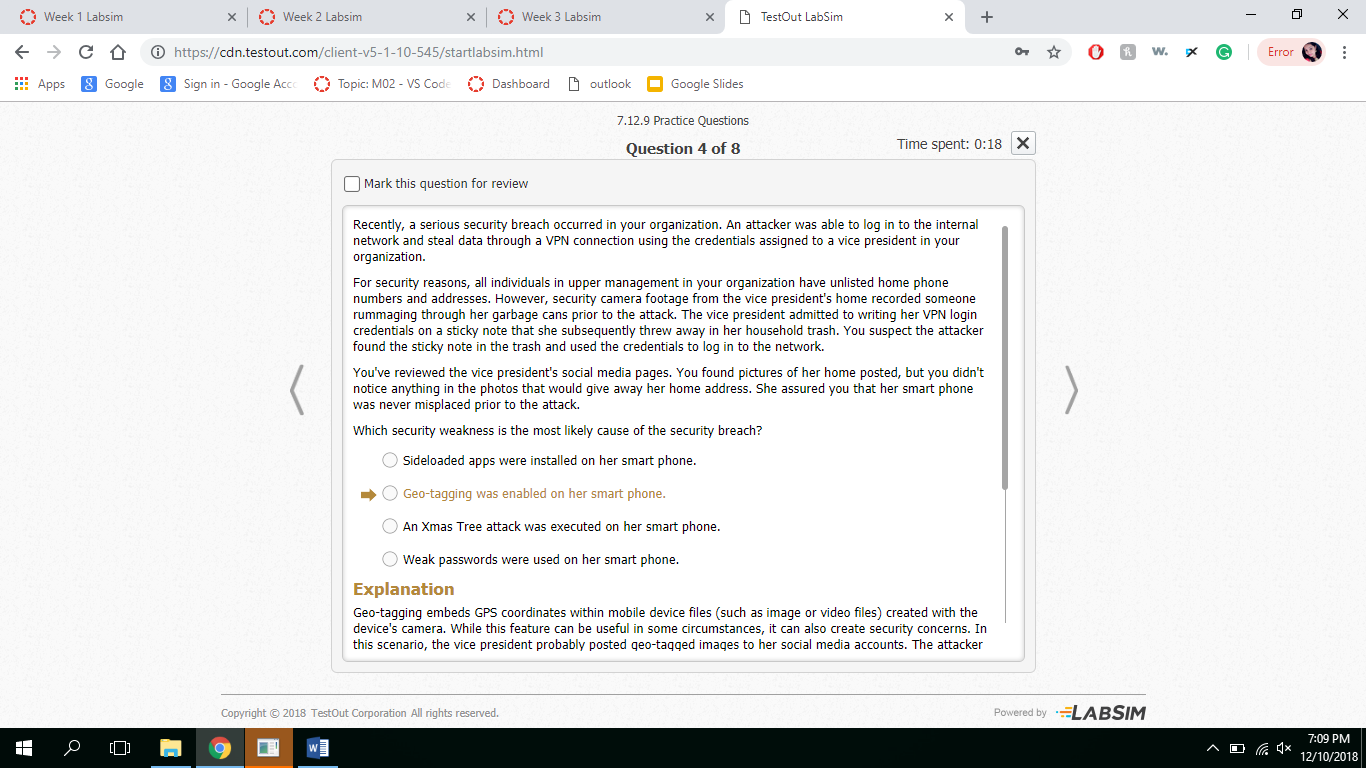 Week 1 Labsim
Week 2 Labsim
Week 3 Labsim
TestOut LabSim
https://cdn.testout.com/client-v5-1-10-545/startlabsim.html
Error
Apps
Google
Sign in - Google Acc
Topic: M02 - VS Code
Dashboard
outlook
Google Slides
7.12.9 Practice Questions
Question 4 of 8
Time spent: 0:18
Mark this question for review
Recently, a serious security breach occurred in your organization. An attacker was able to log in to the internal
network and steal data through a VPN connection using the credentials assigned to a vice president in your
organization.
For security reasons, all individuals in upper management in your organization have unlisted home phone
numbers and addresses. However, security camera footage from the vice president's home recorded someone
rummaging through her garbage cans prior to the attack. The vice president admitted to writing her VPN login
credentials on a sticky note that she subsequently threw away in her household trash. You suspect the attacker
found the sticky note in the trash and used the credentials to log in to the network.
You've reviewed the vice president's social media pages. You found pictures of her home posted, but you didn't
notice anything in the photos that would give away her home address. She assured you that her smart phone
was never misplaced prior to the attack.
Which security weakness is the most likely cause of the security breach?
Sideloaded apps were installed on her smart phone.
Geo-tagging was enabled on her smart phone.
An Xmas Tree attack was executed on her smart phone.
Weak passwords were used on her smart phone.
Explanation
Geo-tagging embeds GPS coordinates within mobile device files (such as image or video files) created with the
device's camera. While this feature can be useful in some circumstances, it can also create security concerns. In
this scenario, the vice president probably posted geo-tagged images to her social media accounts. The attacker
Copyright © 2018 TestOut Corporation All rights reserved.
Powered by LABSIM
7:09 PM
12/10/2018